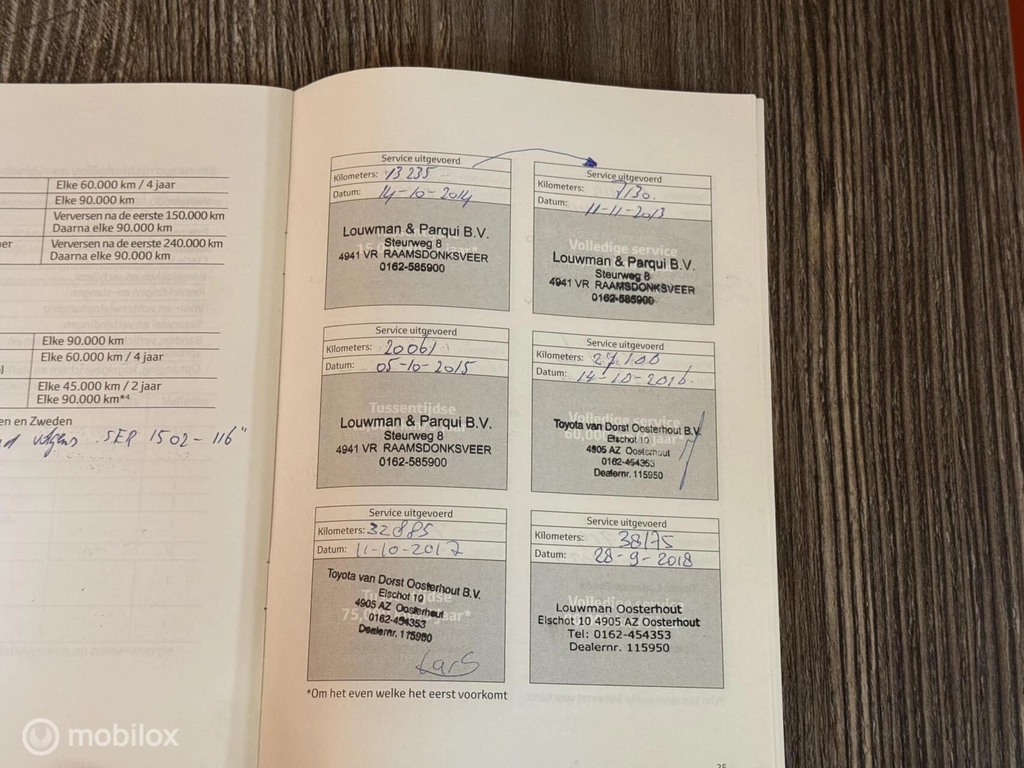 Elke 60.000 km / 4 jaar
Elke 90.000 km
Verversen na de eerste 150.000 km
Daarna elke 90.000 km
Verversen na de eerste 240.000 km
Daarna elke 90.000 km
Elke 90.000 km
Elke 60.000 km / 4 jaar
Elke 45.000 km / 2 jaar
Elke 90.000 km*4
en en Zweden
volgens SER 1502-116"
Service uitgevoerd
Kilometers: 13235
Datum: 14-10-2014
Louwman & Parqui B.V.
Steurweg 8
4941 VR RAAMSDONKSVEER
0162-585900
Service uitgevoerd
Kilometers: 7130.
Datum: 11-11-2013
Volledige service
Louwman & Parqui B.V.
Steurweg 8
4941 VR RAAMSDONKSVEER
0162-585900
Service uitgevoerd
Kilometers: 20061
Datum: 05-10-2015
Tussentijdse
Louwman & Parqui B.V.
Steurweg 8
4941 VR RAAMSDONKSVEER
0162-585900
Service uitgevoerd
Kilometers: 27.100
Datum: 14-10-2016.
Volledige service
Toyota van Dorst Oosterhout B.V.
Elschot 10
4905 AZ Oosterhout
0162-454353
Dealernr. 115950
Service uitgevoerd
Kilometers: 32885
Datum: 11-10-2017
Toyota van Dorst Oosterhout B.V.
Elschot 10
4905 AZ Oosterhout
0162-454353
Dealernr. 115950
Lars
Service uitgevoerd
Kilometers: 38175
Datum: 28-9-2018
Volledige service
Louwman Oosterhout
Elschot 10 4905 AZ Oosterhout
Tel: 0162-454353
Dealernr. 115950
*Om het even welke het eerst voorkomt
25
mobilox